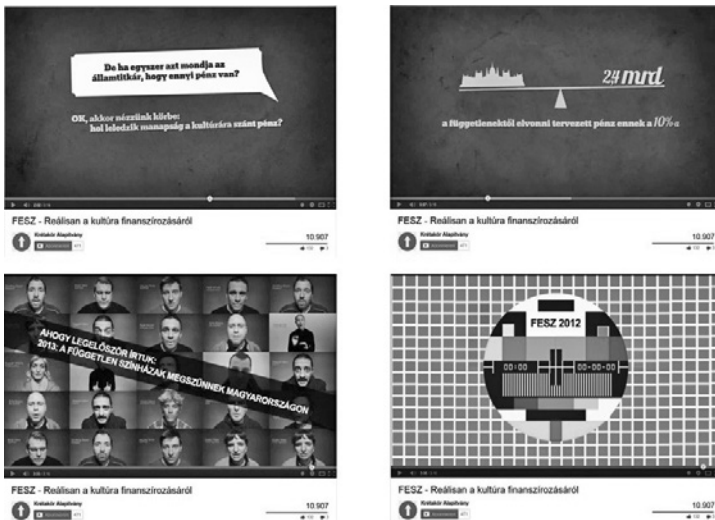 De ha egyszer azt mondja az
államtitkár, hogy ennyi pénz van?
OK, akkor nézzünk körbe:
hol leledzik manapság a kultúrára szánt pénz?
FESZ - Reálisan a kultúra finanszírozásáról
Krétakör Alapítvány
10.907
2,4 mrd
a függetlenektől elvonni tervezett pénz ennek a 10%-a
FESZ - Reálisan a kultúra finanszírozásáról
Krétakör Alapítvány
10.907
AHOGY LEGELŐSZÖR ÍRTUK:
2013: A FÜGGETLEN SZÍNHÁZAK MEGSZŰNNEK MAGYARORSZÁGON
FESZ - Reálisan a kultúra finanszírozásáról
Krétakör Alapítvány
10.907
FESZ 2012
00:00 00-00-00
FESZ - Reálisan a kultúra finanszírozásáról
Krétakör Alapítvány
10.907